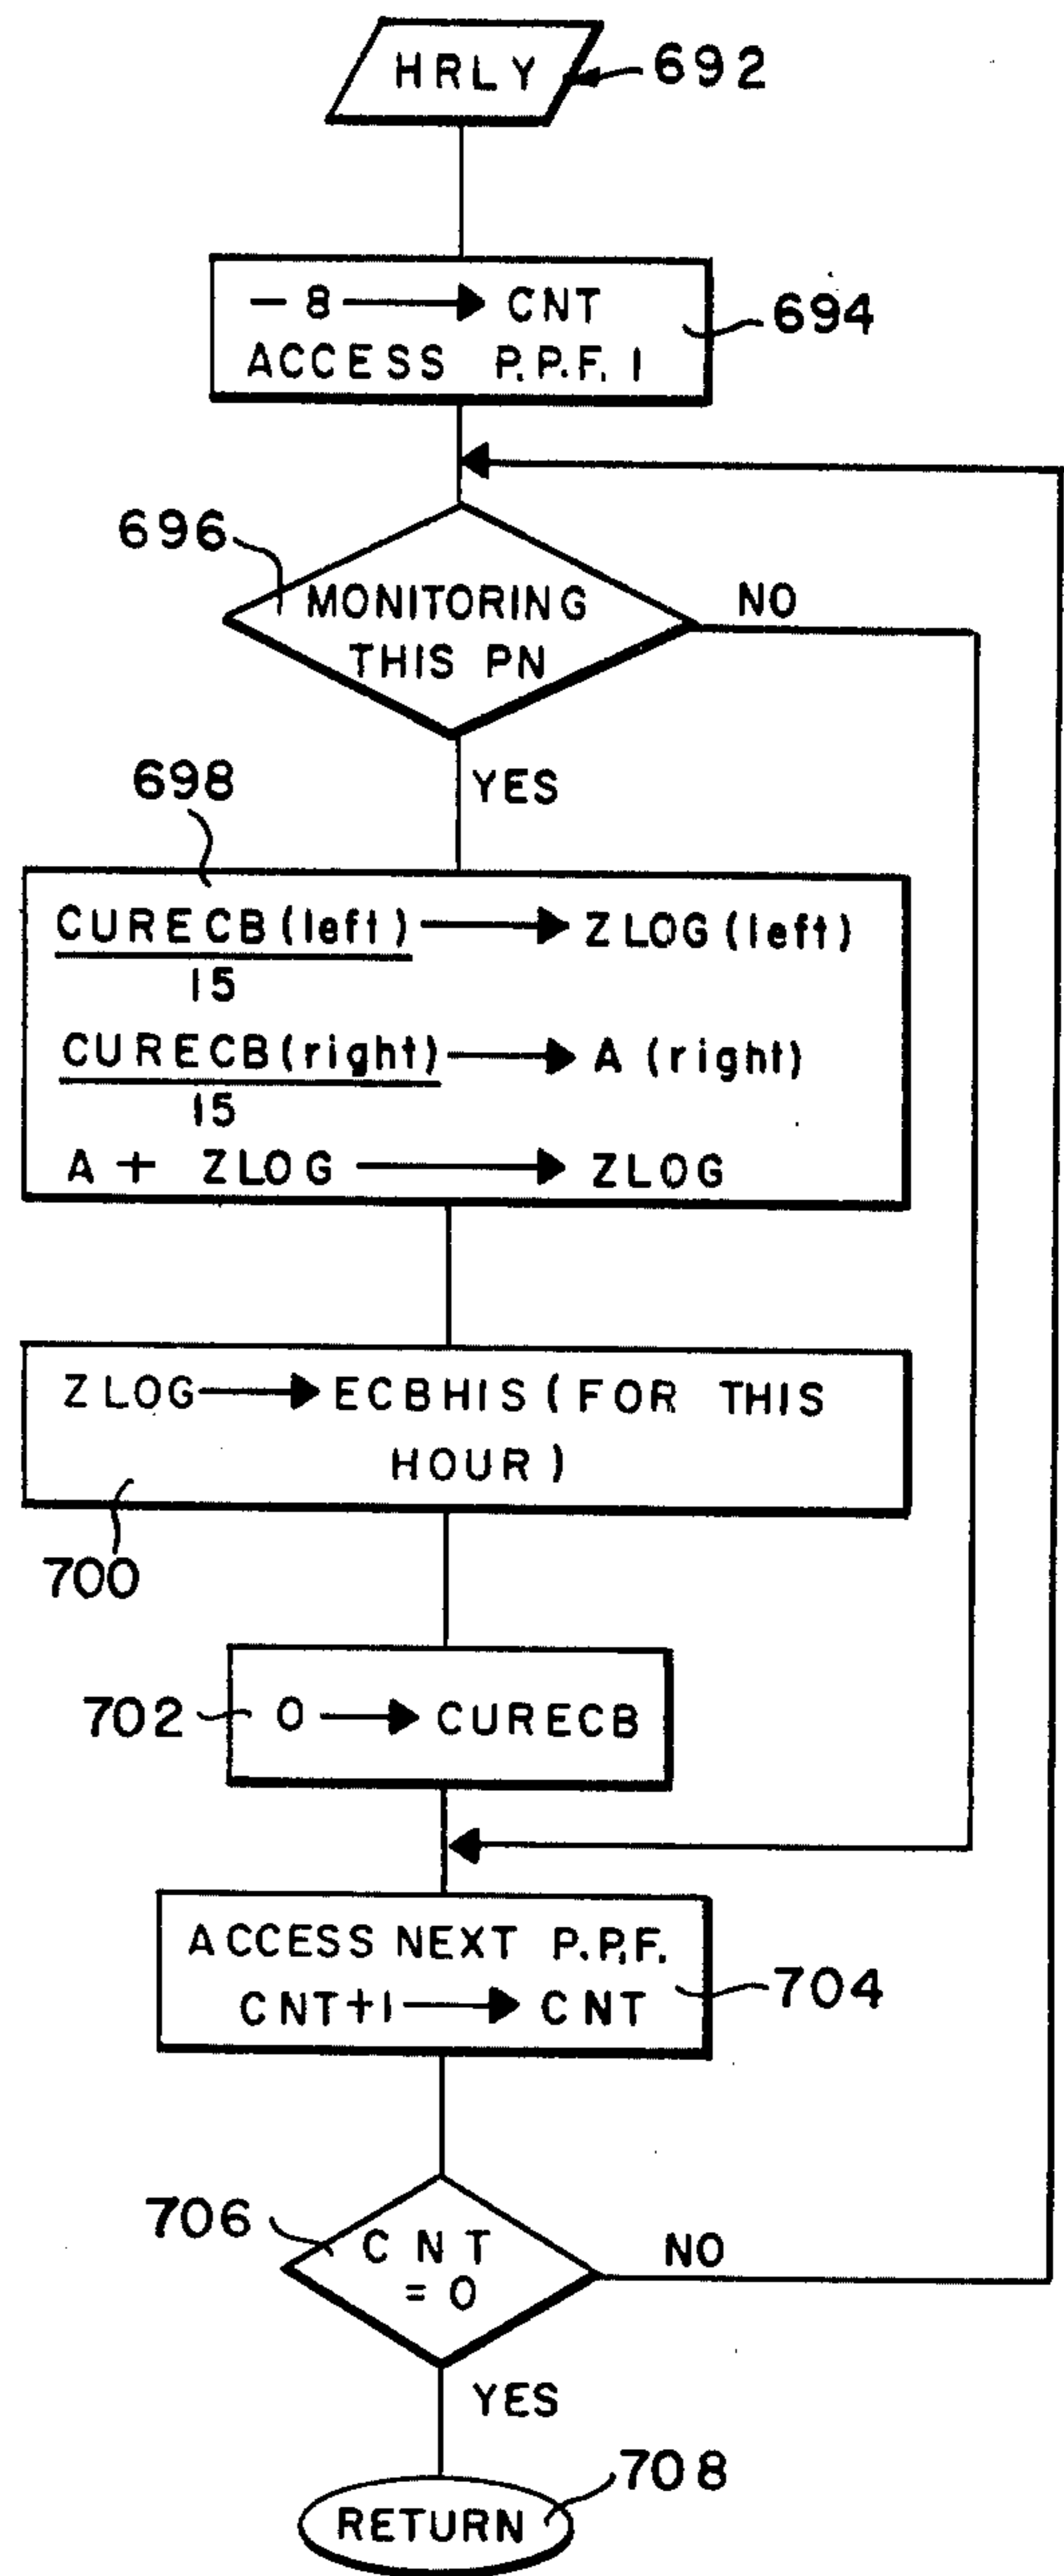 HRLY 692
-8 → CNT 694
ACCESS P.P.F. 1
696
MONITORING NO
THIS PN
YES
698
CURECB(left) → ZLOG(left)
15
CURECB(right) → A (right)
15
A + ZLOG → ZLOG
ZLOG → ECBHIS (FOR THIS
HOUR)
700
702 0 → CURECB
ACCESS NEXT P.P.F.
CNT+1 → CNT 704
706
CNT NO
= 0
YES
708
RETURN